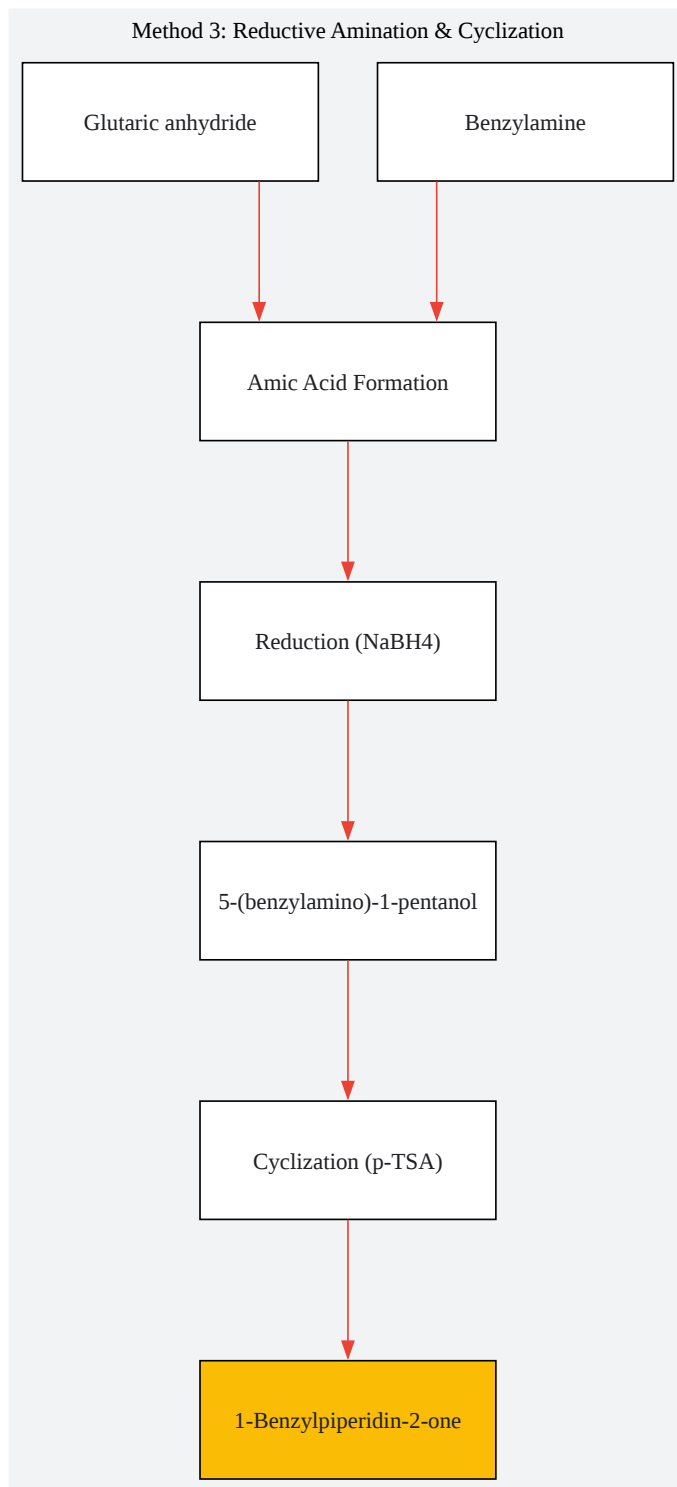 Method 3: Reductive Amination & Cyclization
Glutaric anhydride
Benzylamine
Amic Acid Formation
Reduction (NaBH4)
5-(benzylamino)-1-pentanol
Cyclization (p-TSA)
1-Benzylpiperidin-2-one